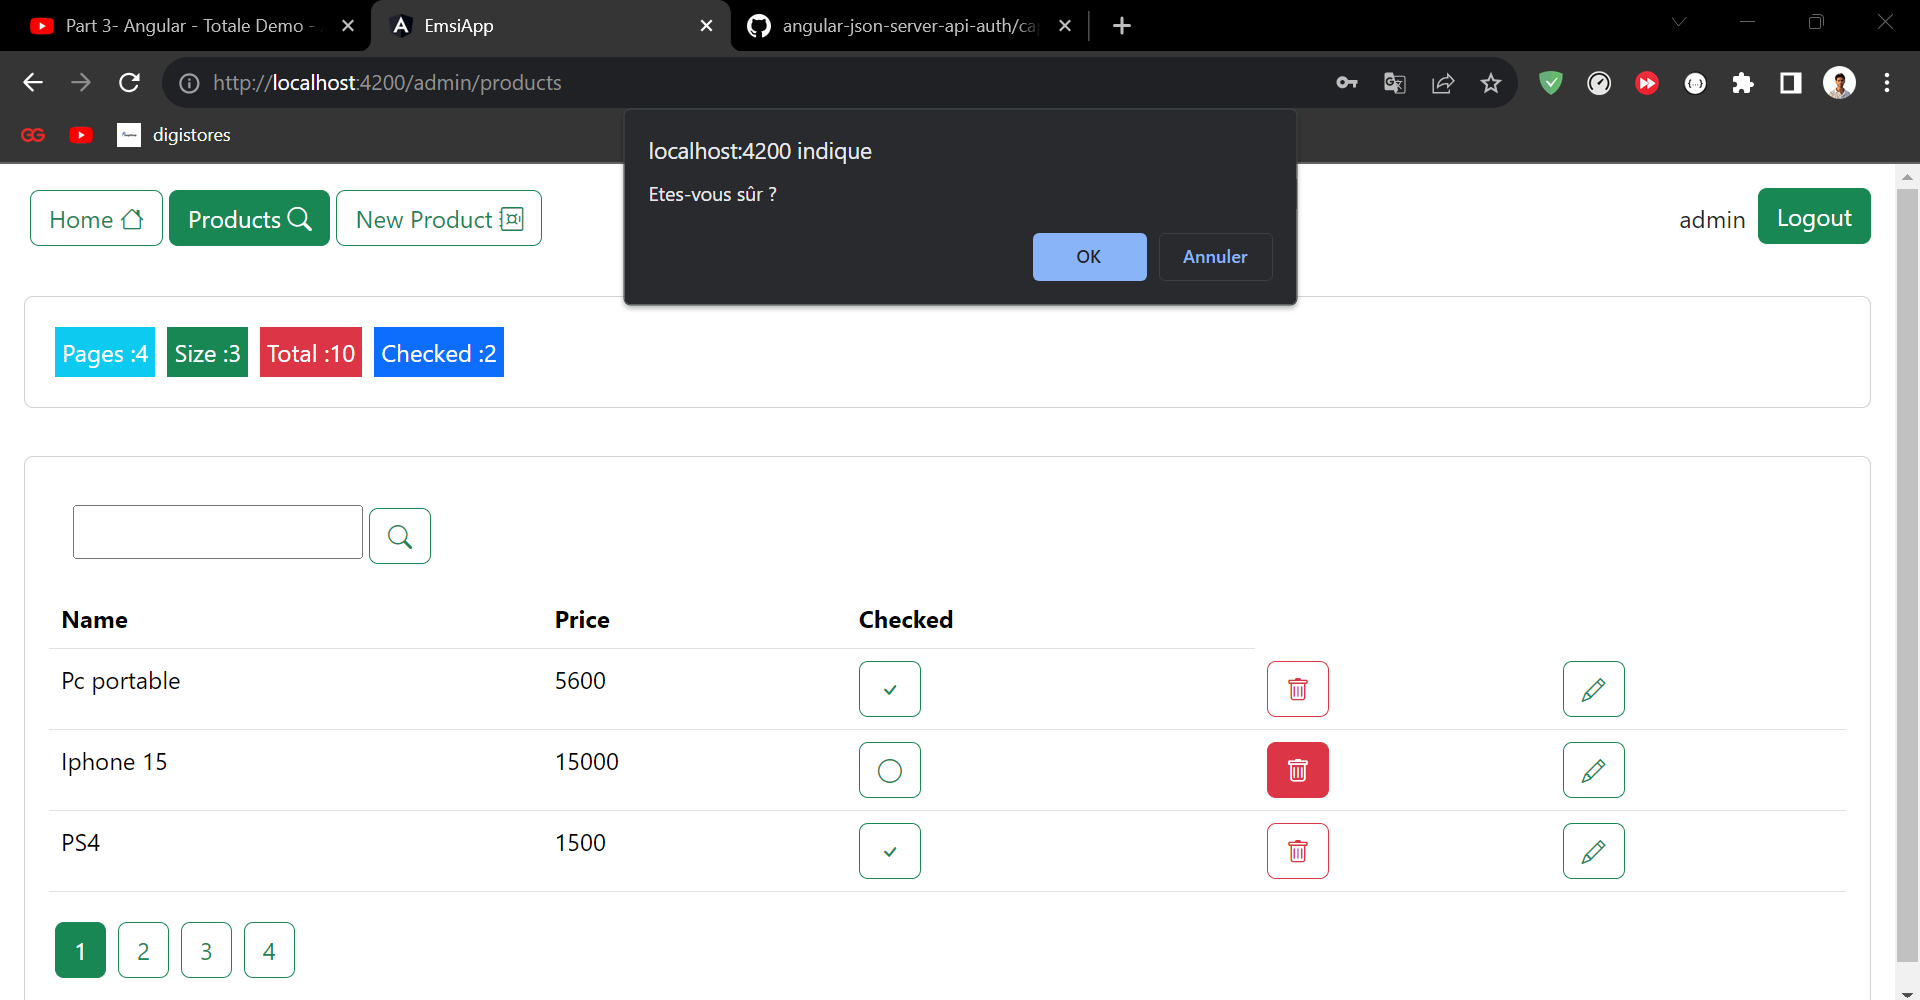 Part 3- Angular - Totale Demo -
EmsiApp
angular-json-server-api-auth/ca
http://localhost:4200/admin/products
digistores
localhost:4200 indique
Etes-vous sûr ?
OK
Annuler
Home
Products
New Product
admin
Logout
Pages :4
Size :3
Total :10
Checked :2
Name Price Checked
Pc portable 5600
Iphone 15 15000
PS4 1500
1 2 3 4